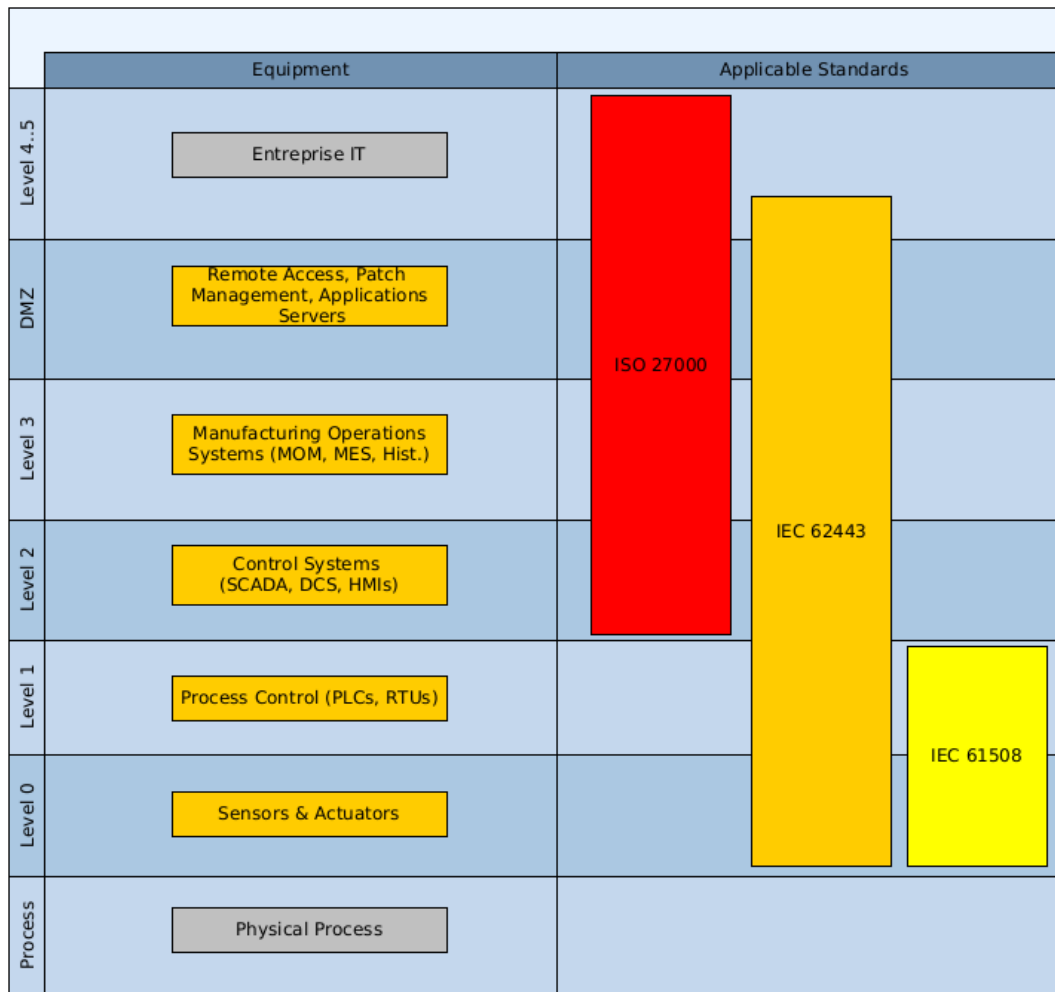 Equipment
Applicable Standards
Level 4..5
Entreprise IT
DMZ
Remote Access, Patch
Management, Applications
Servers
ISO 27000
Level 3
Manufacturing Operations
Systems (MOM, MES, Hist.)
IEC 62443
Level 2
Control Systems
(SCADA, DCS, HMIs)
Level 1
Process Control (PLCs, RTUs)
IEC 61508
Level 0
Sensors & Actuators
Process
Physical Process